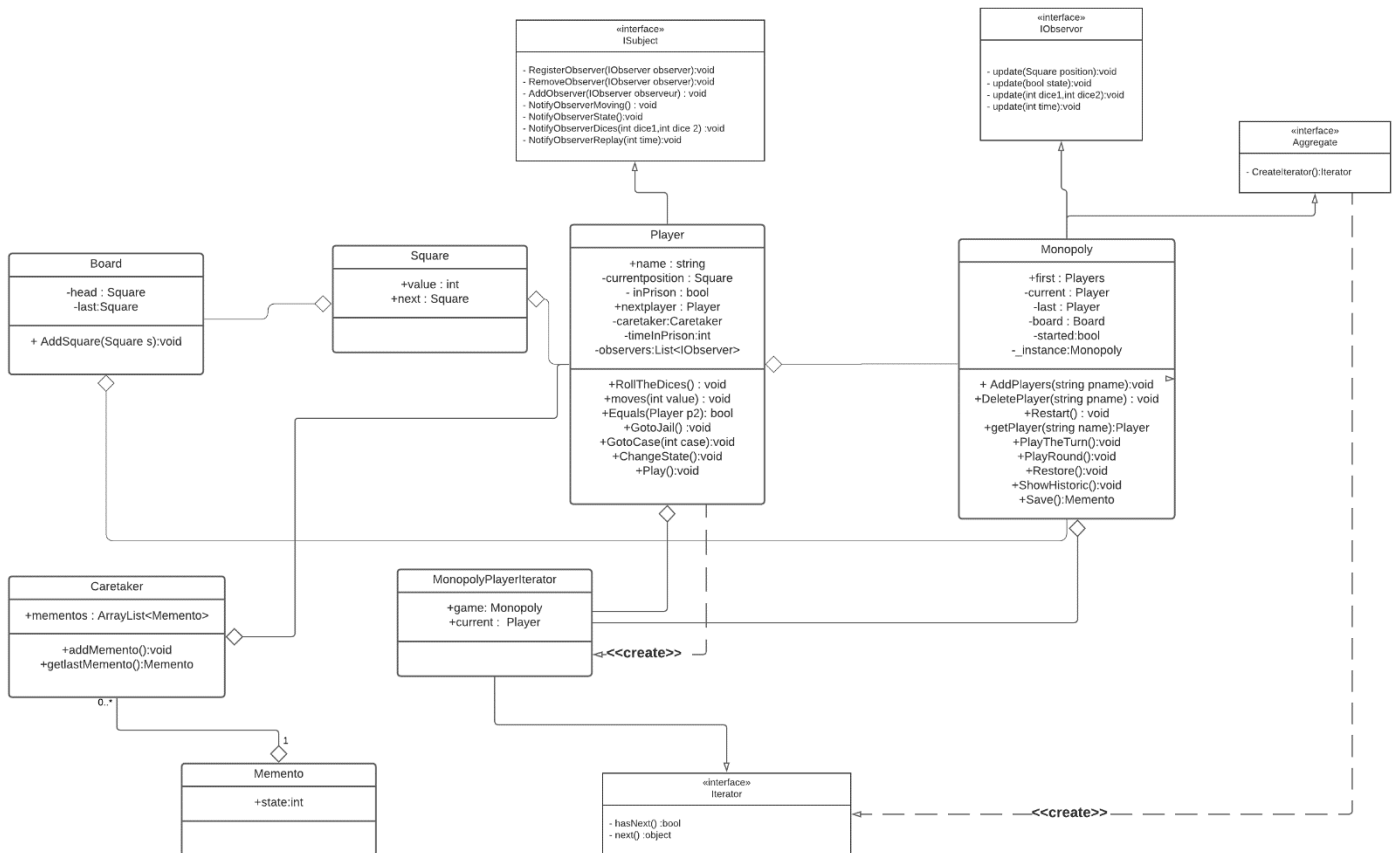 «interface»
ISubject
- RegisterObserver(IObserver observer):void
- RemoveObserver(IObserver observer):void
- AddObserver(IObserver observeur) : void
- NotifyObserverMoving() : void
- NotifyObserverState():void
- NotifyObserverDices(int dice1,int dice 2) :void
- NotifyObserverReplay(int time):void
«interface»
IObservor
- update(Square position):void
- update(bool state):void
- update(int dice1,int dice2):void
- update(int time):void
«interface»
Aggregate
- CreateIterator():Iterator
Board
-head : Square
-last:Square
+ AddSquare(Square s):void
Square
+value : int
+next : Square
Player
+name : string
-currentposition : Square
- inPrison : bool
+nextplayer : Player
-caretaker:Caretaker
-timeInPrison:int
-observers:List<IObserver>
+RollTheDices() : void
+moves(int value) : void
+Equals(Player p2): bool
+GotoJail() :void
+GotoCase(int case):void
+ChangeState():void
+Play():void
Monopoly
+first : Players
-current : Player
-last : Player
-board : Board
-started:bool
-_instance:Monopoly
+ AddPlayers(string pname):void
+DeletePlayer(string pname) : void
+Restart() : void
+getPlayer(string name):Player
+PlayTheTurn():void
+PlayRound():void
+Restore():void
+ShowHistoric():void
+Save():Memento
Caretaker
+mementos : ArrayList<Memento>
+addMemento():void
+getlastMemento():Memento
0..*
1
Memento
+state:int
MonopolyPlayerIterator
+game: Monopoly
+current : Player
<<create>>
«interface»
Iterator
- hasNext() :bool
- next() :object
<<create>>